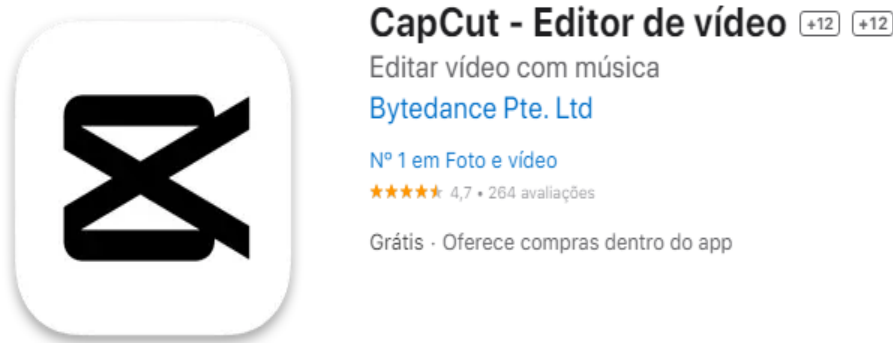 CapCut - Editor de vídeo +12 +12
Editar vídeo com música
Bytedance Pte. Ltd
Nº 1 em Foto e vídeo
4,7 • 264 avaliações
Grátis · Oferece compras dentro do app